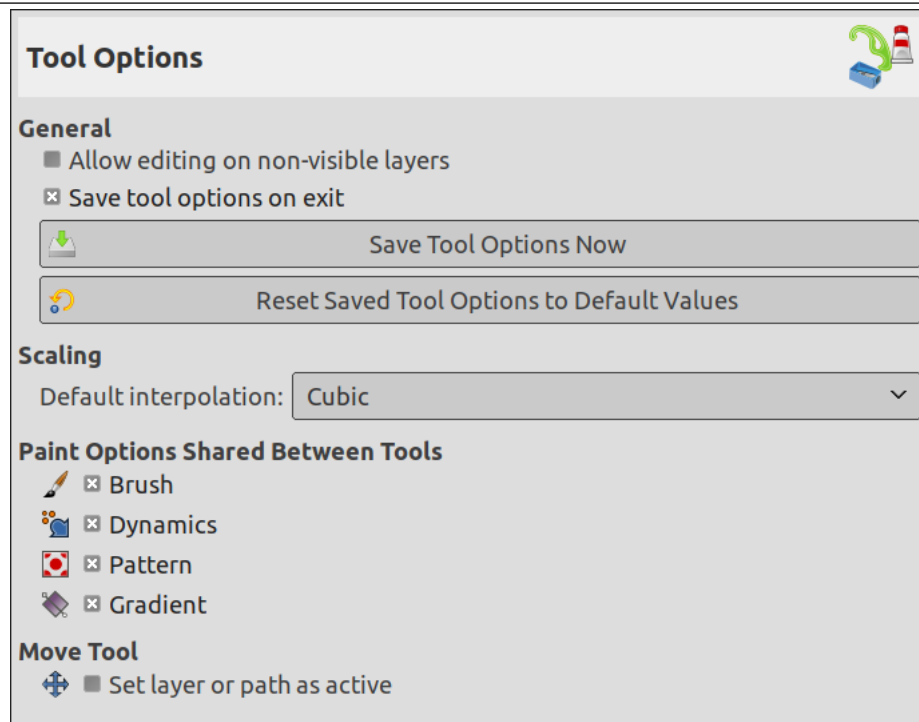 Tool Options
General
Allow editing on non-visible layers
Save tool options on exit
Save Tool Options Now
Reset Saved Tool Options to Default Values
Scaling
Default interpolation: Cubic
Paint Options Shared Between Tools
Brush
Dynamics
Pattern
Gradient
Move Tool
Set layer or path as active